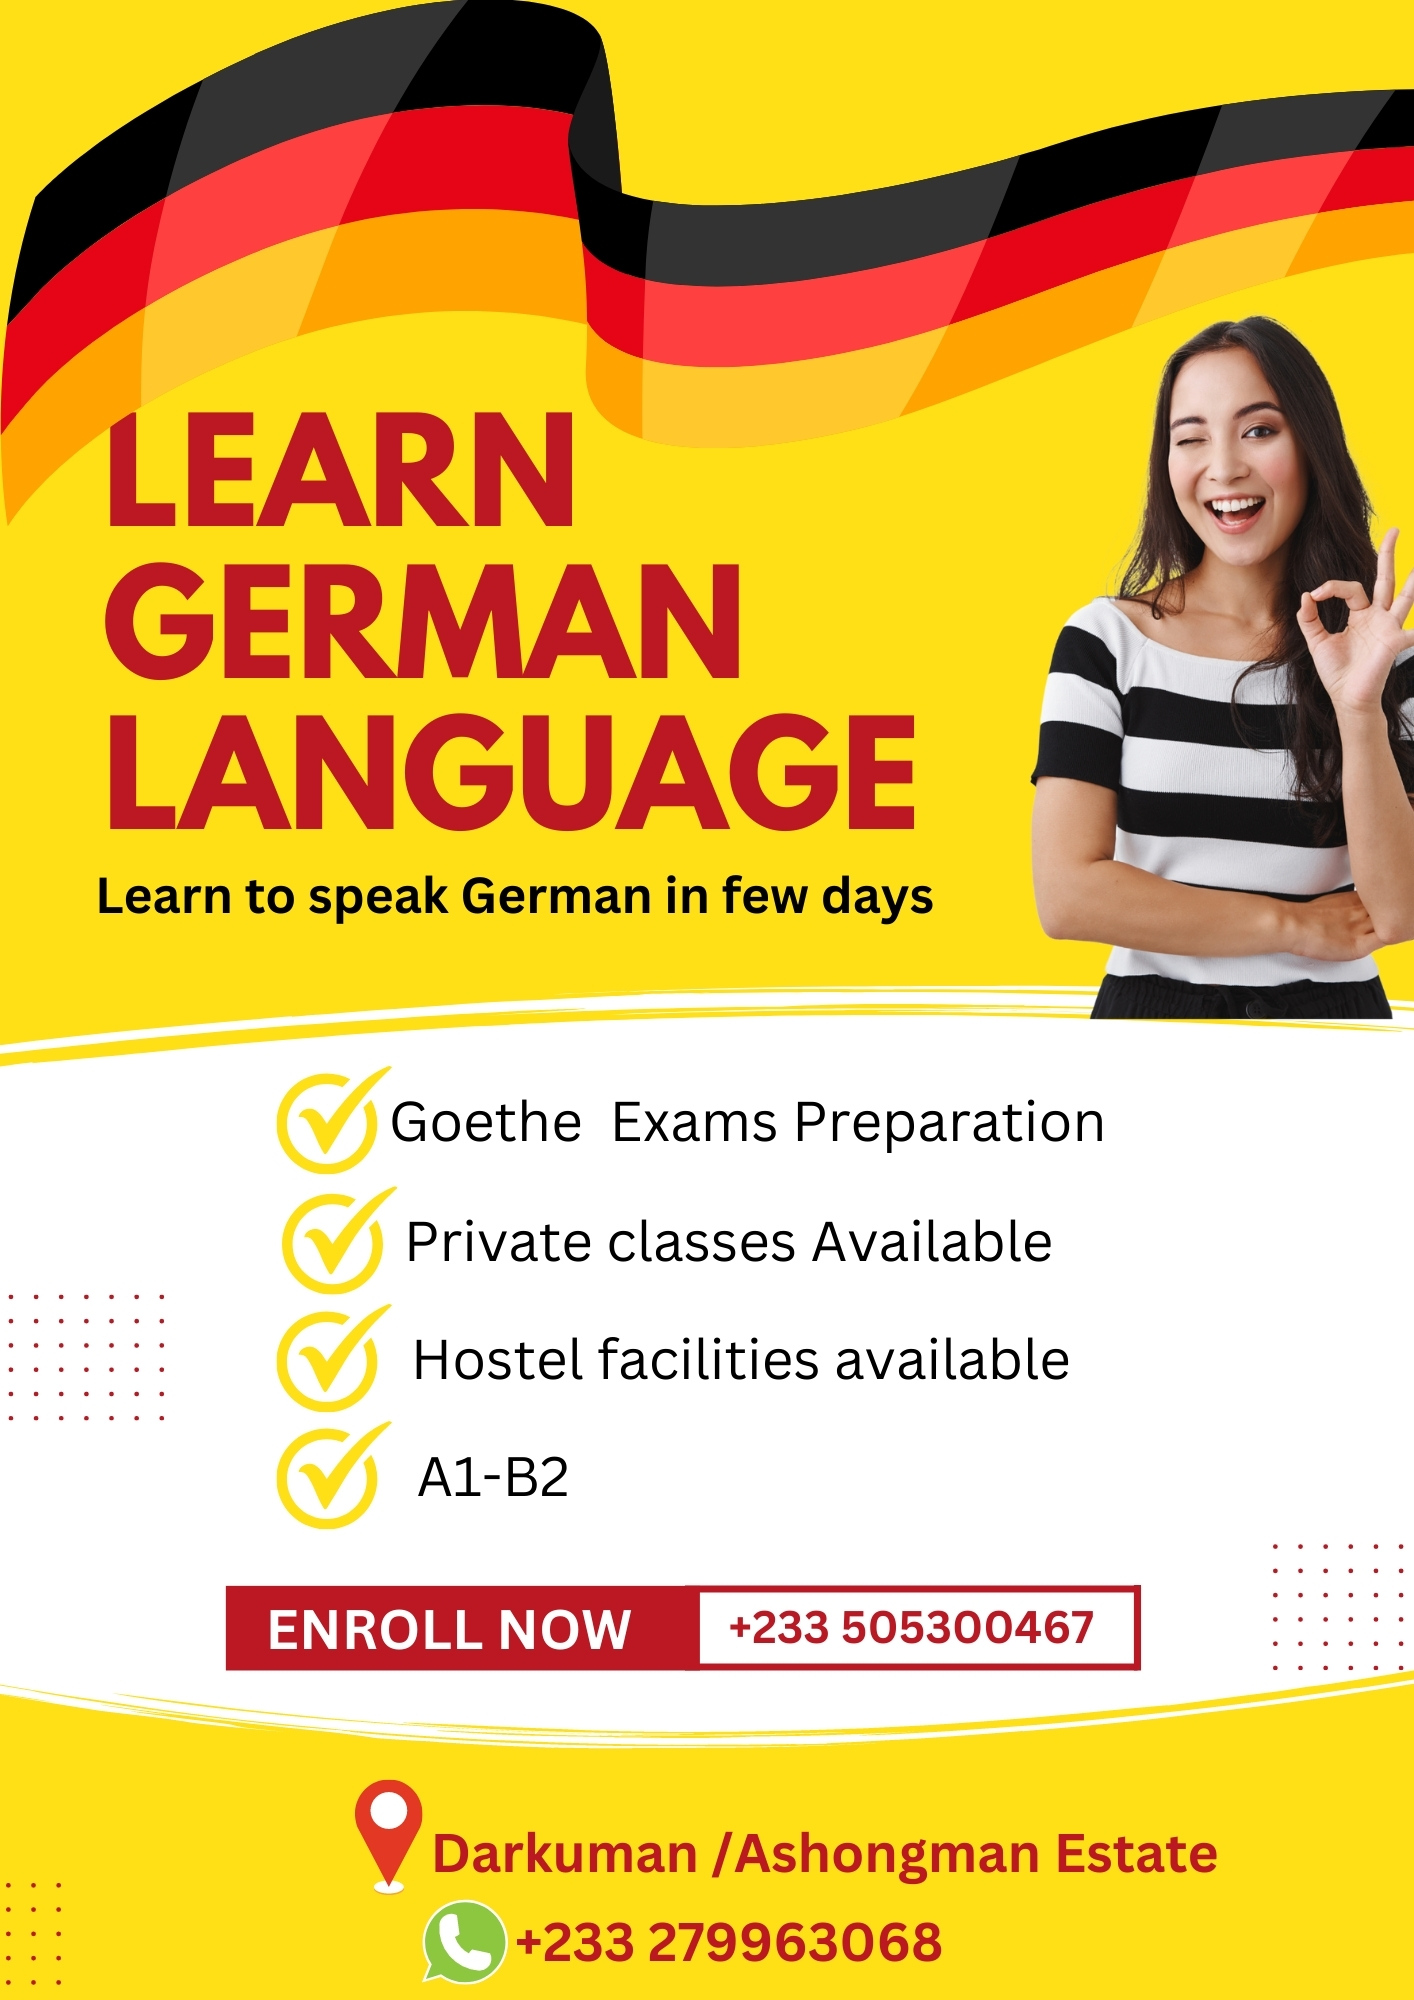 LEARN
GERMAN
LANGUAGE
Learn to speak German in few days
Goethe  Exams Preparation
Private classes Available
Hostel facilities available
A1-B2
ENROLL NOW +233 505300467
Darkuman /Ashongman Estate
+233 279963068